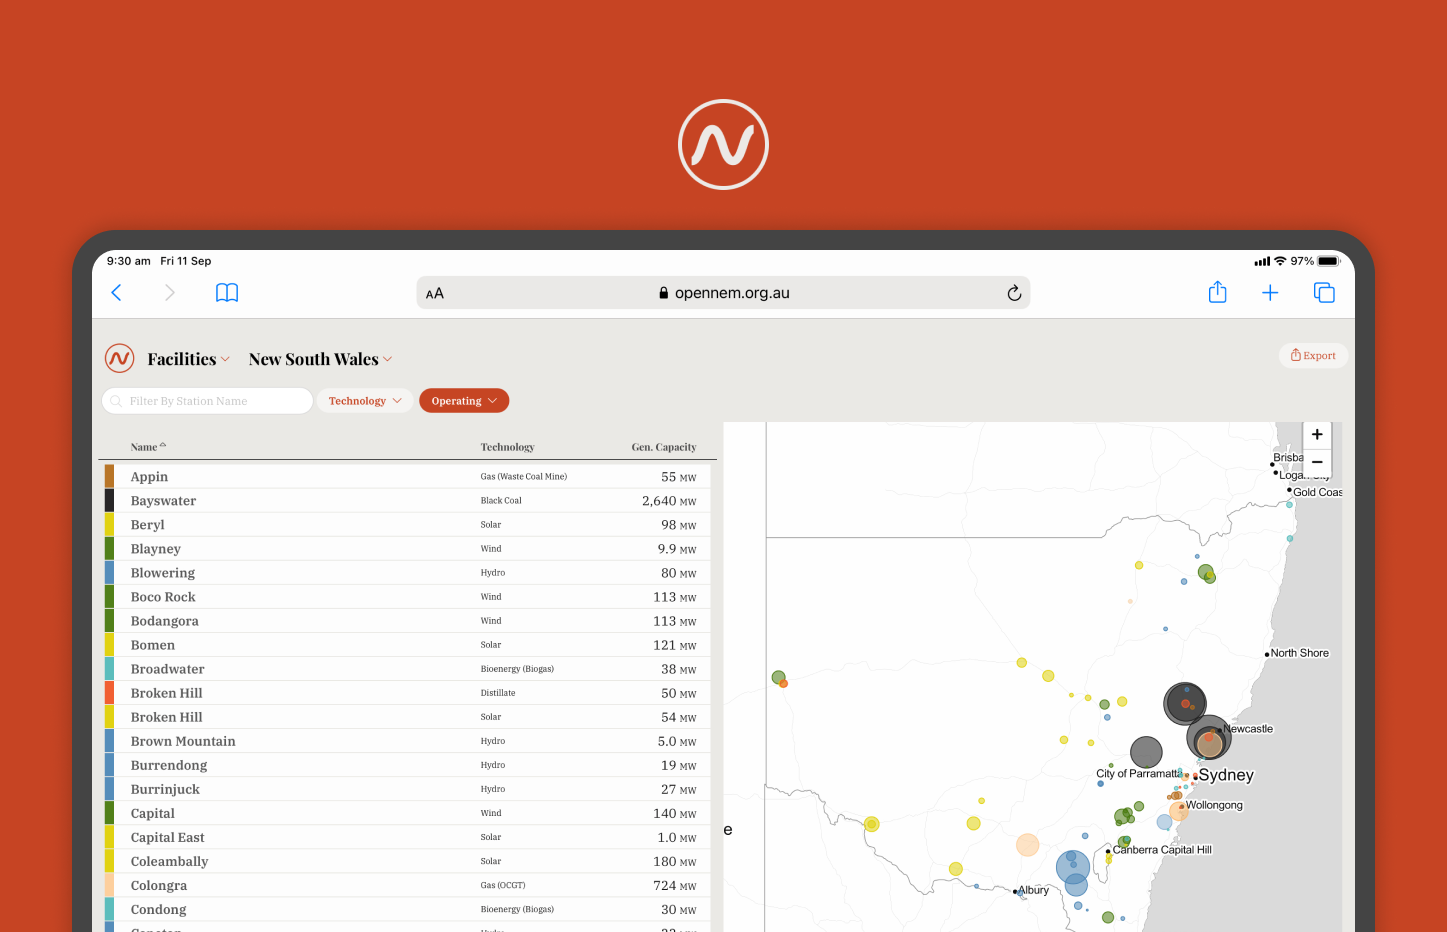 9:30 am Fri 11 Sep
97%
AA
opennem.org.au
Facilities
New South Wales
Export
Filter By Station Name
Technology
Operating
Name Technology Gen. Capacity
Appin Gas (Waste Coal Mine) 55 MW
Bayswater Black Coal 2,640 MW
Beryl Solar 98 MW
Blayney Wind 9.9 MW
Blowering Hydro 80 MW
Boco Rock Wind 113 MW
Bodangora Wind 113 MW
Bomen Solar 121 MW
Broadwater Bioenergy (Biogas) 38 MW
Broken Hill Distillate 50 MW
Broken Hill Solar 54 MW
Brown Mountain Hydro 5.0 MW
Burrendong Hydro 19 MW
Burrinjuck Hydro 27 MW
Capital Wind 140 MW
Capital East Solar 1.0 MW
Coleambally Solar 180 MW
Colongra Gas (OCGT) 724 MW
Condong Bioenergy (Biogas) 30 MW
+
−
Brisba
Gold Coas
North Shore
Newcastle
City of Parramatta
Sydney
Wollongong
e
Canberra Capital Hill
Albury